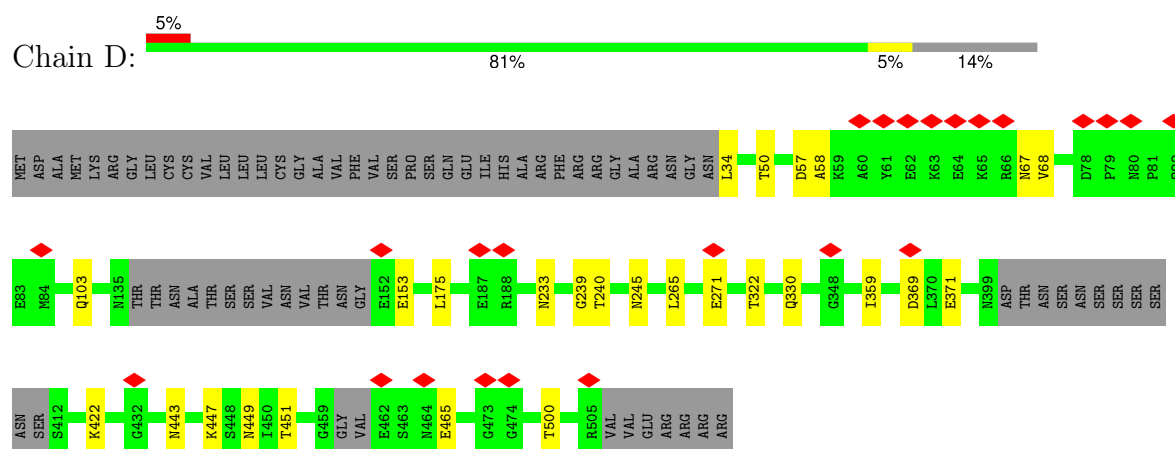 5%
Chain D:
81% 5% 14%
MET ASP ALA MET LYS ARG GLY LEU CYS CYS VAL LEU LEU LEU CYS GLY ALA VAL PHE VAL SER PRO SER GLN GLU ILE HIS ALA ARG PHE ARG ARG GLY ALA ARG ASN GLY ASN L34 T50 D57 A58 K59 A60 Y61 E62 K63 E64 K65 R66 N67 V68 D78 P79 N80 P81
E83 M84 Q103 N135 THR THR ASN ALA THR SER SER VAL ASN VAL THR ASN GLY E152 E153 L175 E187 R188 N233 G239 T240 N245 L265 E271 T322 Q330 G348 I359 D369 L370 E371 N399 ASP THR ASN SER ASN SER SER SER SER
ASN SER S412 K422 G432 N443 K447 S448 N449 I450 T451 G459 GLY VAL E462 S463 N464 E465 G473 G474 T500 R505 VAL VAL GLU ARG ARG ARG ARG